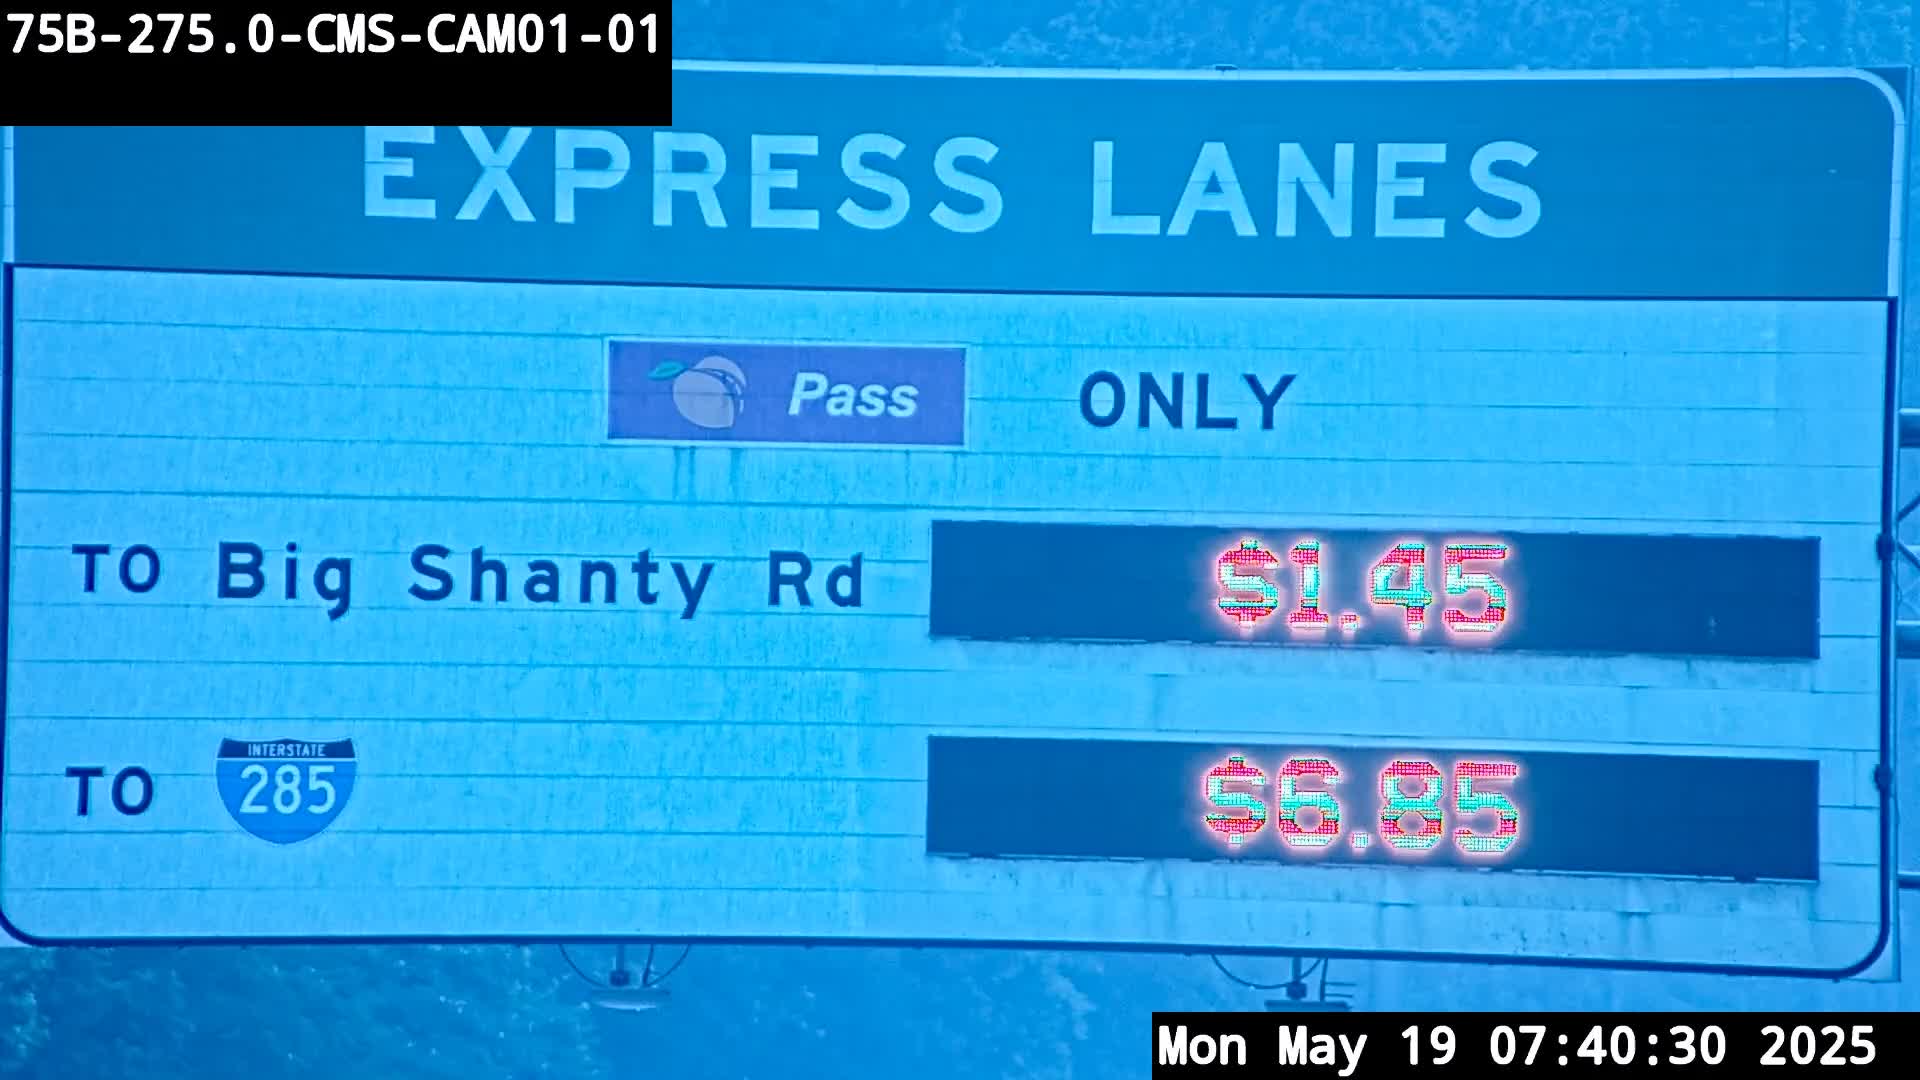 75B-275.0-CMS-CAM01-01
EXPRESS LANES
Pass ONLY
TO Big Shanty Rd $1.45
TO INTERSTATE 285 $6.85
Mon May 19 07:40:30 2025